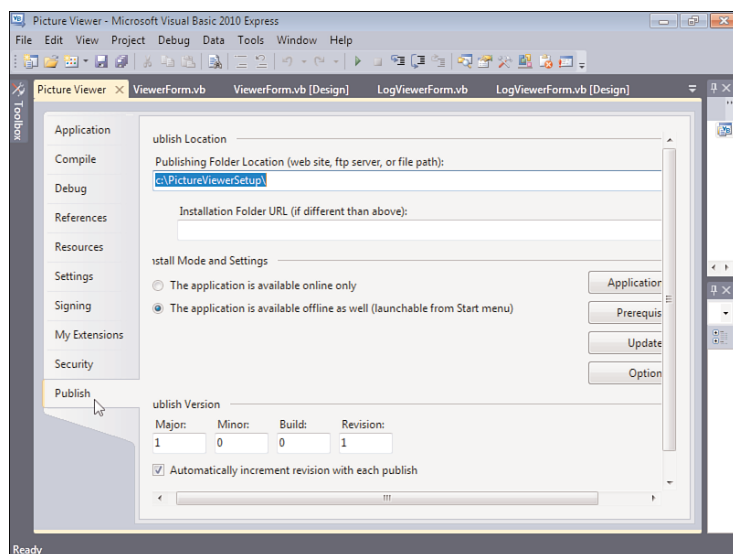 Picture Viewer - Microsoft Visual Basic 2010 Express
File Edit View Project Debug Data Tools Window Help
Picture Viewer ViewerForm.vb ViewerForm.vb [Design] LogViewerForm.vb LogViewerForm.vb [Design]
Toolbox
Application
Compile
Debug
References
Resources
Settings
Signing
My Extensions
Security
Publish
ublish Location
Publishing Folder Location (web site, ftp server, or file path):
c:\PictureViewerSetup\
Installation Folder URL (if different than above):
nstall Mode and Settings
The application is available online only
The application is available offline as well (launchable from Start menu)
Application
Prerequis
Update
Option
ublish Version
Major: Minor: Build: Revision:
1 0 0 1
Automatically increment revision with each publish
Ready